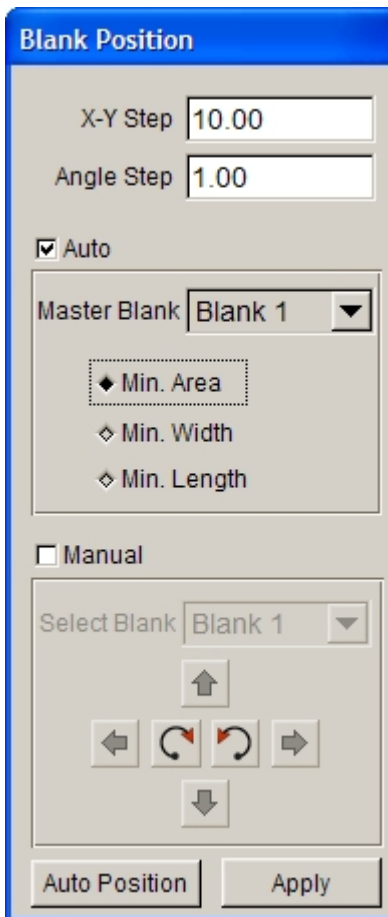 Blank Position
X-Y Step 10.00
Angle Step 1.00
Auto
Master Blank Blank 1
Min. Area
Min. Width
Min. Length
Manual
Select Blank Blank 1
Auto Position Apply